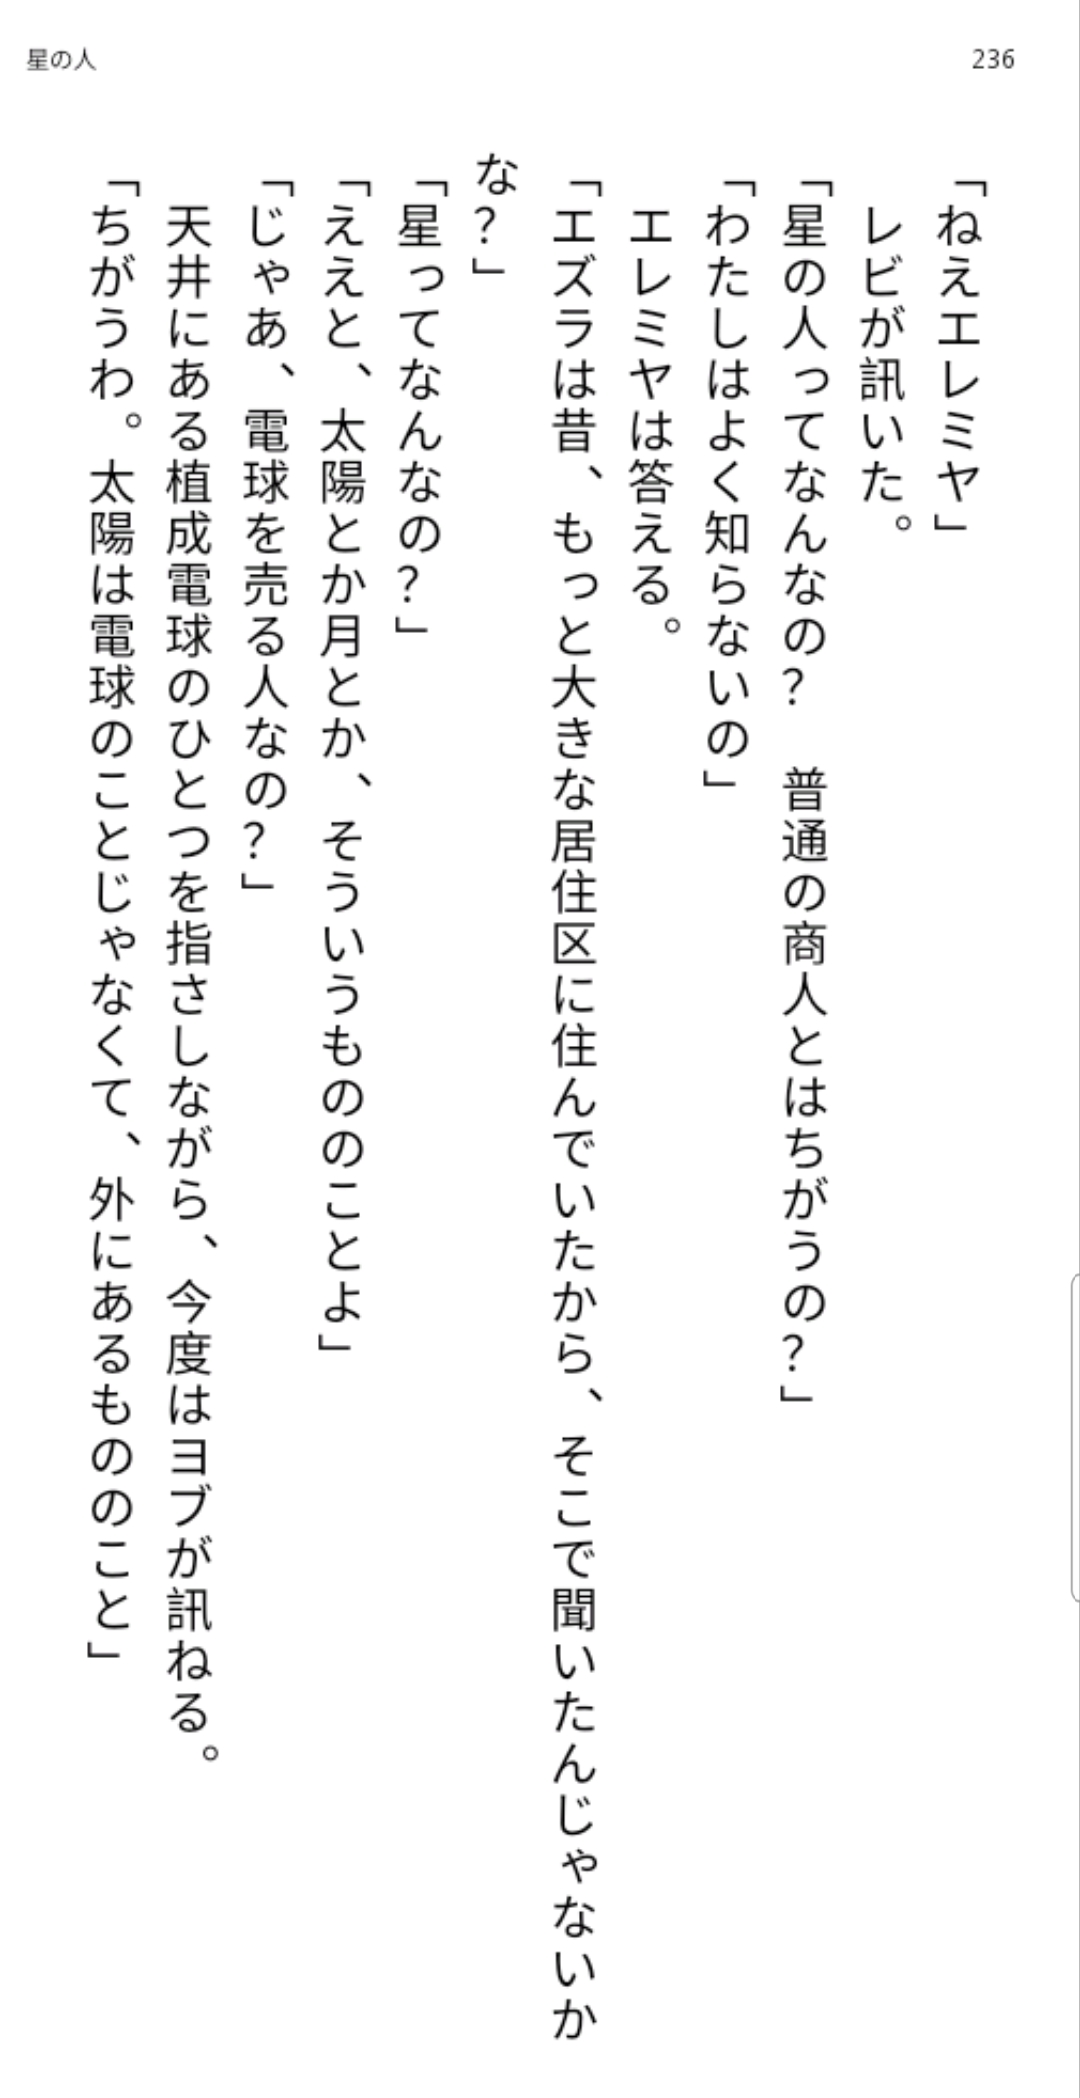 星の人
236
「ねえエレミヤ」
　レビが訊いた。
「星の人ってなんなの？　普通の商人とはちがうの？」
「わたしはよく知らないの」
　エレミヤは答える。
「エズラは昔、もっと大きな居住区に住んでいたから、そこで聞いたんじゃないか
な？」
「星ってなんなの？」
「ええと、太陽とか月とか、そういうもののことよ」
「じゃあ、電球を売る人なの？」
　天井にある植成電球のひとつを指さしながら、今度はヨブが訊ねる。
「ちがうわ。太陽は電球のことじゃなくて、外にあるもののこと」